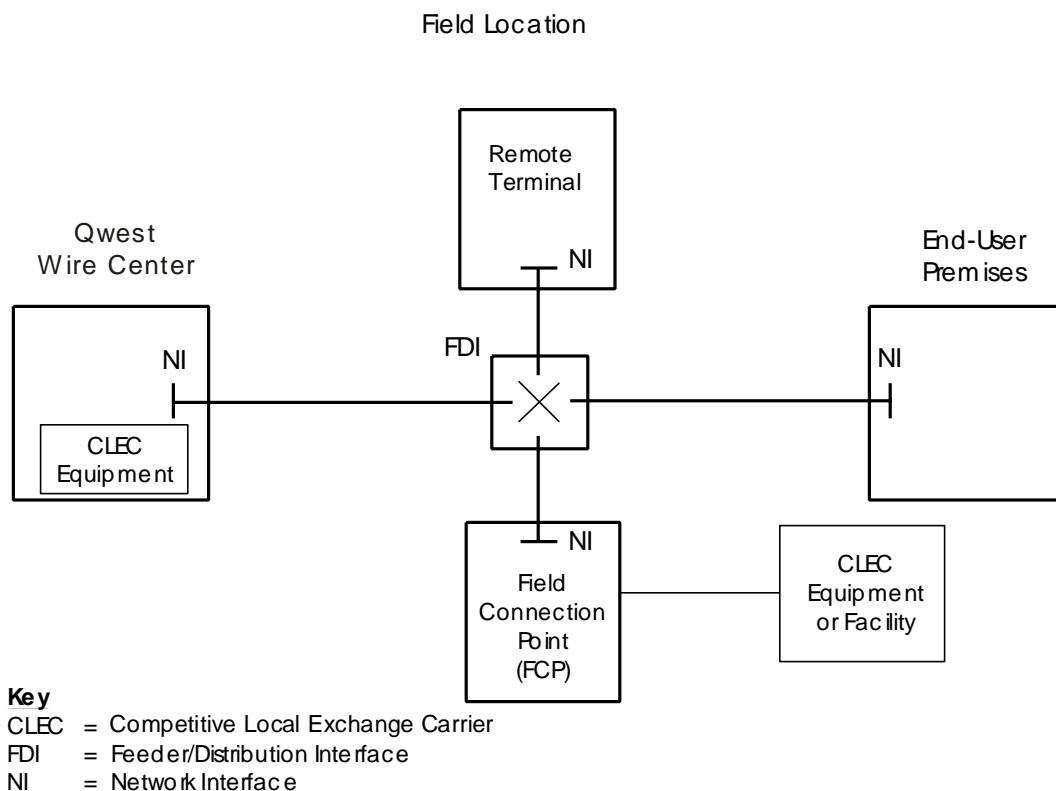 Field Location
Remote
Terminal
NI
Qwest
Wire Center
NI
CLEC
Equipment
FDI
End-User
Premises
NI
NI
Field
Connection
Point
(FCP)
CLEC
Equipment
or Facility
Key
CLEC = Competitive Local Exchange Carrier
FDI = Feeder/Distribution Interface
NI = Network Interface